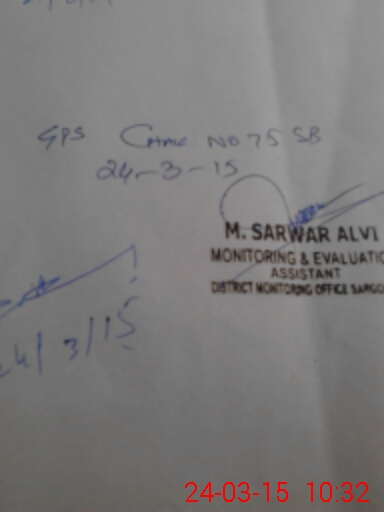 GPS Chak NO 75 SB
24-3-15
M. SARWAR ALVI
MONITORING & EVALUATIO
ASSISTANT
DISTRICT MONITORING OFFICE SARGO
24/3/15
24-03-15 10:32